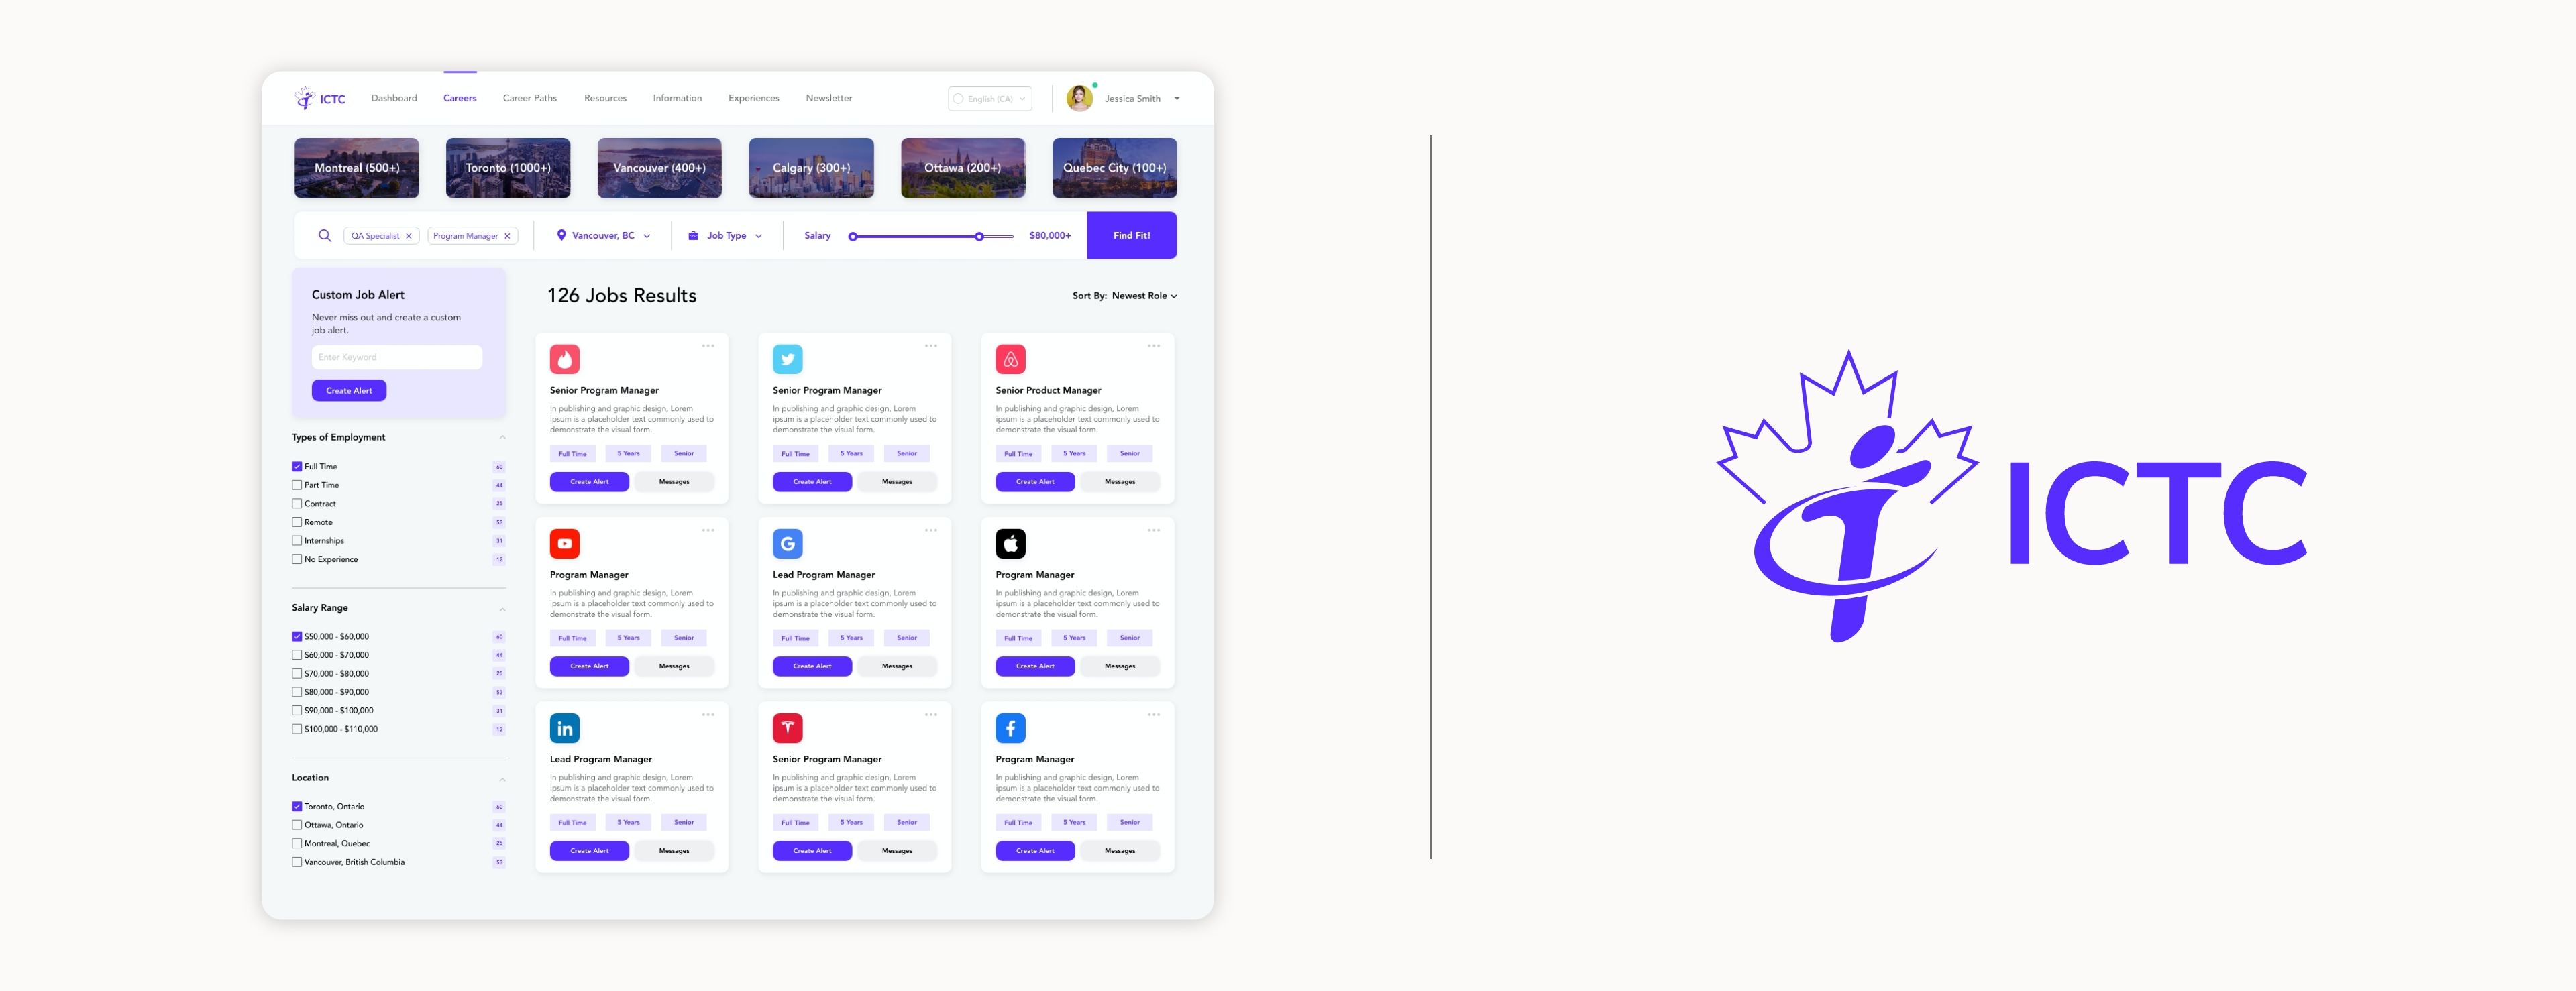 ICTC
Dashboard
Careers
Career Paths
Resources
Information
Experiences
Newsletter
English (CA)
Jessica Smith
Montreal (500+)
Toronto (1000+)
Vancouver (400+)
Calgary (300+)
Ottawa (200+)
Quebec City (100+)
QA Specialist
Program Manager
Vancouver, BC
Job Type
Salary
$80,000+
Find Fit!
Custom Job Alert
Never miss out and create a custom
job alert.
Enter Keyword
Create Alert
Types of Employment
Full Time 60
Part Time 44
Contract 25
Remote 53
Internships 31
No Experience 12
Salary Range
$50,000 - $60,000 60
$60,000 - $70,000 44
$70,000 - $80,000 25
$80,000 - $90,000 53
$90,000 - $100,000 31
$100,000 - $110,000 12
Location
Toronto, Ontario 60
Ottawa, Ontario 44
Montreal, Quebec 25
Vancouver, British Columbia 53
126 Jobs Results
Sort By: Newest Role
Senior Program Manager
In publishing and graphic design, Lorem
ipsum is a placeholder text commonly used to
demonstrate the visual form.
Full Time 5 Years Senior
Create Alert Messages
Senior Program Manager
In publishing and graphic design, Lorem
ipsum is a placeholder text commonly used to
demonstrate the visual form.
Full Time 5 Years Senior
Create Alert Messages
Senior Product Manager
In publishing and graphic design, Lorem
ipsum is a placeholder text commonly used to
demonstrate the visual form.
Full Time 5 Years Senior
Create Alert Messages
Program Manager
In publishing and graphic design, Lorem
ipsum is a placeholder text commonly used to
demonstrate the visual form.
Full Time 5 Years Senior
Create Alert Messages
G
Lead Program Manager
In publishing and graphic design, Lorem
ipsum is a placeholder text commonly used to
demonstrate the visual form.
Full Time 5 Years Senior
Create Alert Messages
Program Manager
In publishing and graphic design, Lorem
ipsum is a placeholder text commonly used to
demonstrate the visual form.
Full Time 5 Years Senior
Create Alert Messages
in
Lead Program Manager
In publishing and graphic design, Lorem
ipsum is a placeholder text commonly used to
demonstrate the visual form.
Full Time 5 Years Senior
Create Alert Messages
Senior Program Manager
In publishing and graphic design, Lorem
ipsum is a placeholder text commonly used to
demonstrate the visual form.
Full Time 5 Years Senior
Create Alert Messages
f
Program Manager
In publishing and graphic design, Lorem
ipsum is a placeholder text commonly used to
demonstrate the visual form.
Full Time 5 Years Senior
Create Alert Messages
ICTC